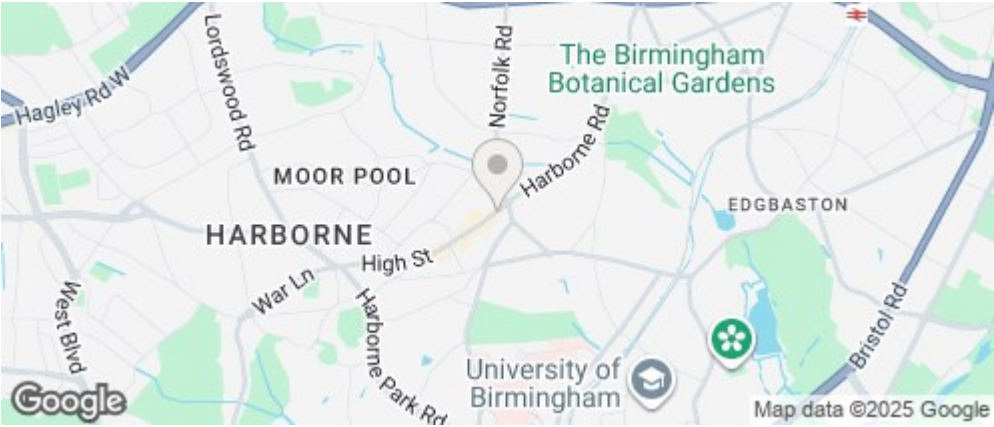 Lordswood Rd
Norfolk Rd
The Birmingham
Botanical Gardens
Hagley Rd W
Harborne Rd
MOOR POOL
EDGBASTON
HARBORNE
High St
War Ln
West Blvd
Harborne Park Rd
Bristol Rd
University of
Birmingham
Google
Map data ©2025 Google